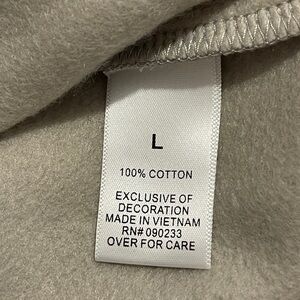 L
100% COTTON
EXCLUSIVE OF
DECORATION
MADE IN VIETNAM
RN# 090233
OVER FOR CARE